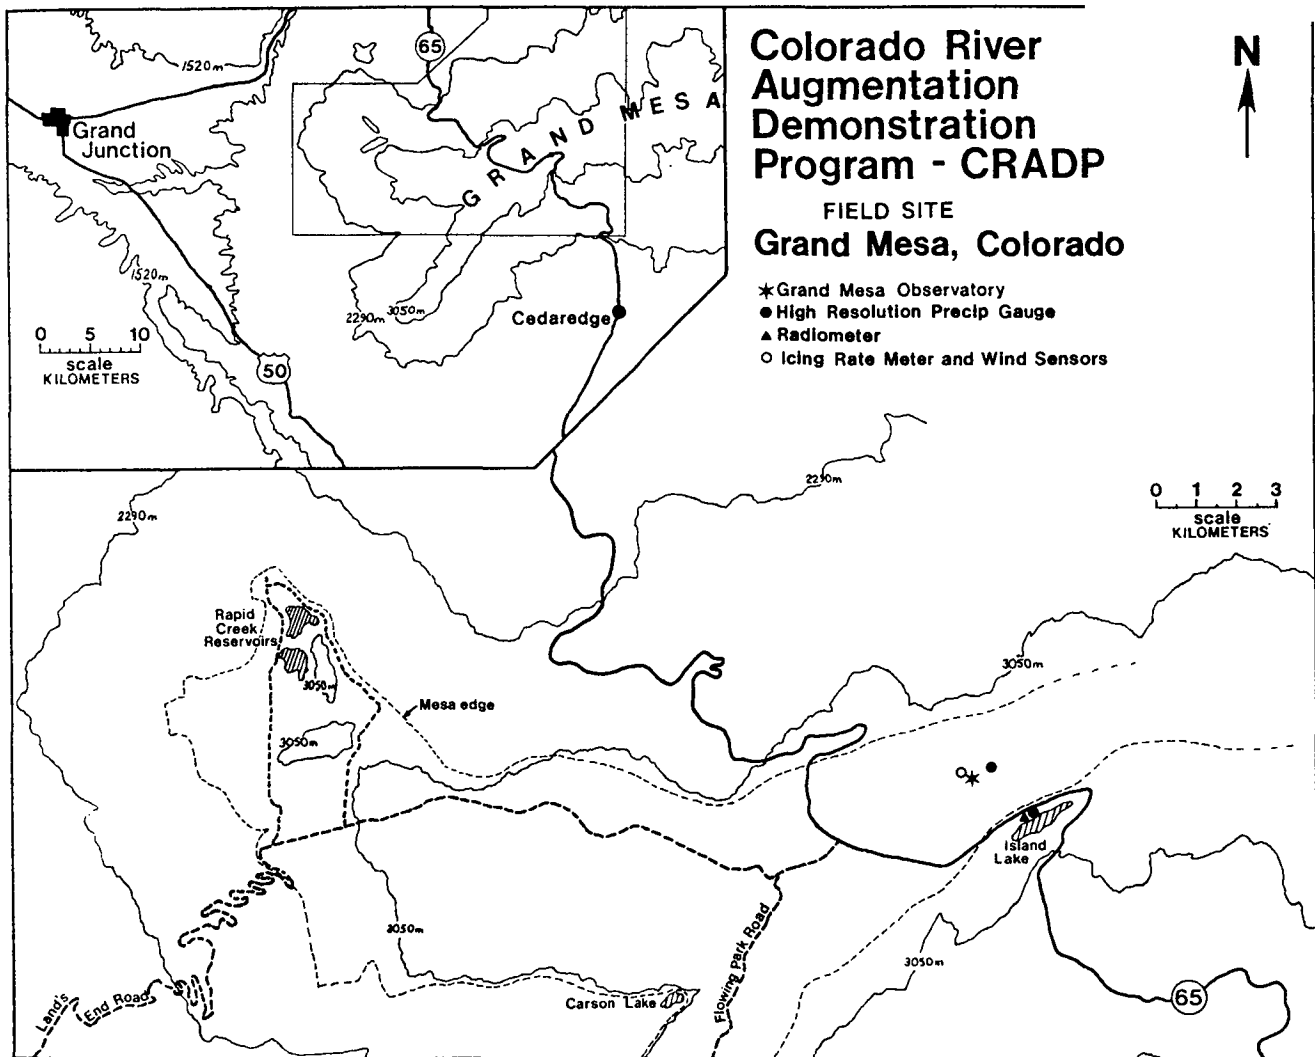 Colorado River
Augmentation
Demonstration
Program - CRADP
FIELD SITE
Grand Mesa, Colorado
Grand Mesa Observatory
High Resolution Precip Gauge
Radiometer
Icing Rate Meter and Wind Sensors
N
65
1520m
Grand
Junction
GRAND MESA
1520m
2290m
3050m
Cedaredge
0 5 10
scale
KILOMETERS
50
2290m
2290m
0 1 2 3
scale
KILOMETERS
Rapid
Creek
Reservoirs
3050m
3050m
Mesa edge
3050m
Island
Lake
3050m
3050m
Flowing Park Road
Carson Lake
Land's
End Road
65